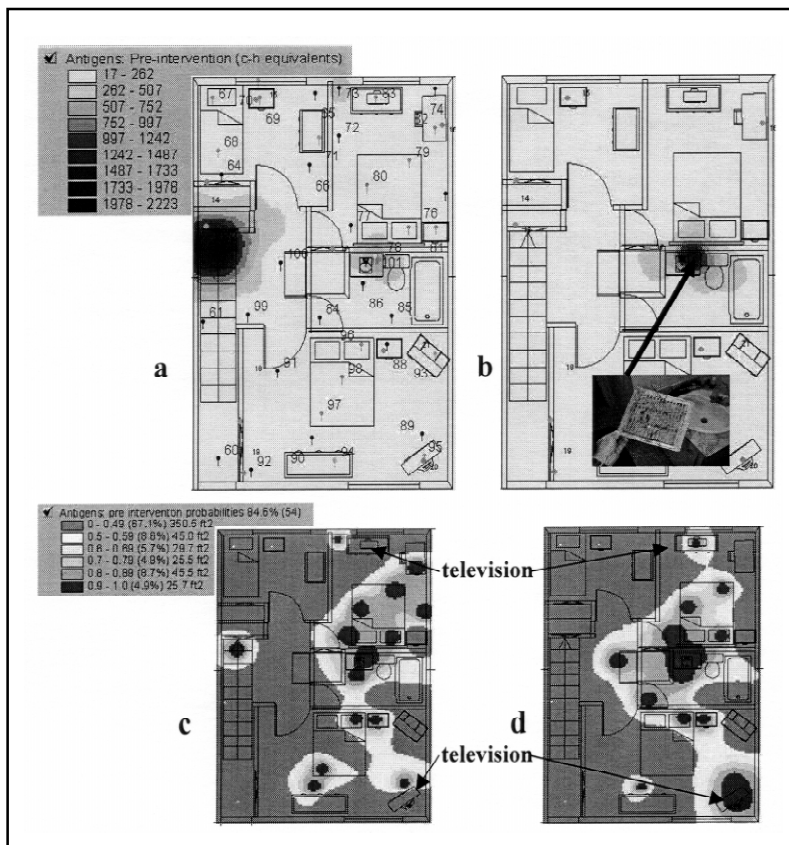 Antigens: Pre-intervention (c-h equivalents)
17 - 262
262 - 507
507 - 752
752 - 997
997 - 1242
1242 - 1487
1487 - 1733
1733 - 1978
1978 - 2223
67
70
69
68
64
65
71
66
73
72
83
82
74
79
80
77
76
78
81
101
100
14
99
61
86
84
85
96
91
98
88
93
97
89
95
60
92
90
94
a
b
Antigens: pre interventon probabilities 84.6% (54)
0 - 0.49 (67.1%) 350.5 ft2
0.5 - 0.59 (8.6%) 45.0 ft2
0.6 - 0.69 (5.7%) 29.7 ft2
0.7 - 0.79 (4.9%) 25.5 ft2
0.8 - 0.89 (8.7%) 45.5 ft2
0.9 - 1.0 (4.9%) 25.7 ft2
television
c
d
television